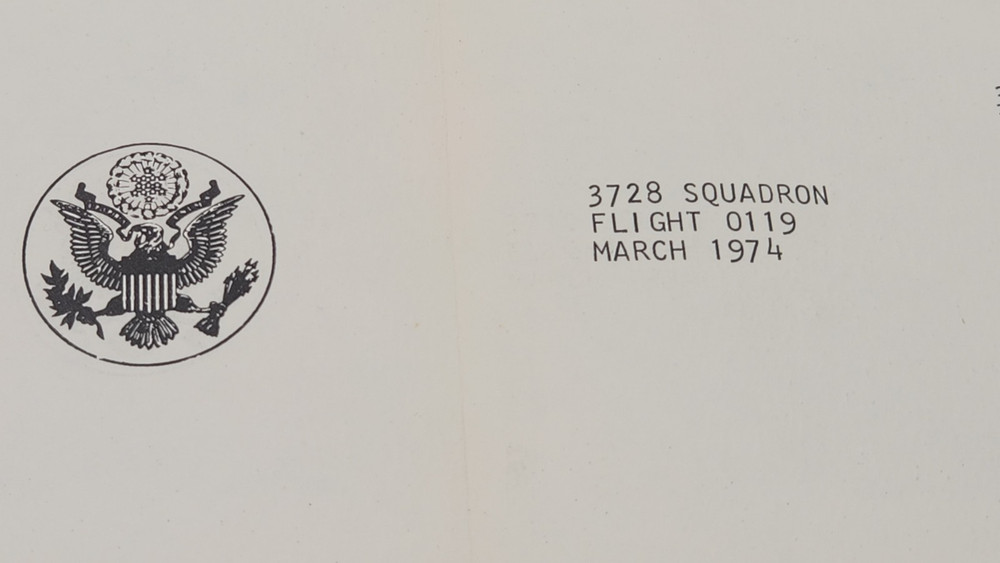 3728 SQUADRON
FLIGHT 0119
MARCH 1974